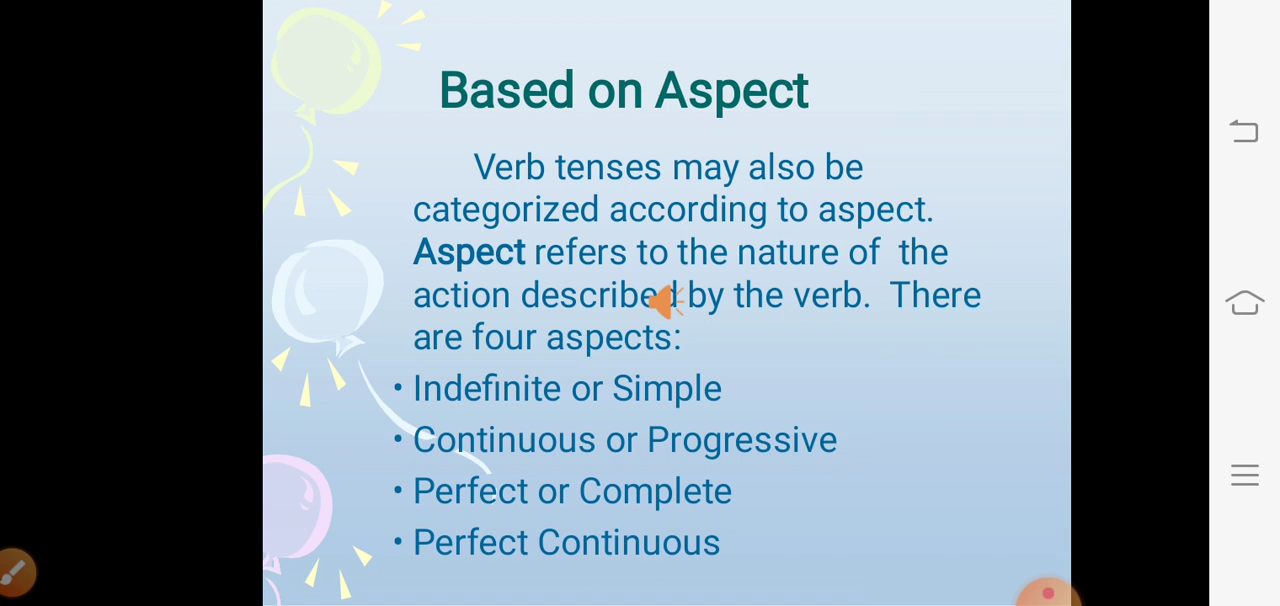 Based on Aspect
Verb tenses may also be
categorized according to aspect.
Aspect refers to the nature of the
action described by the verb. There
are four aspects:
• Indefinite or Simple
• Continuous or Progressive
• Perfect or Complete
• Perfect Continuous